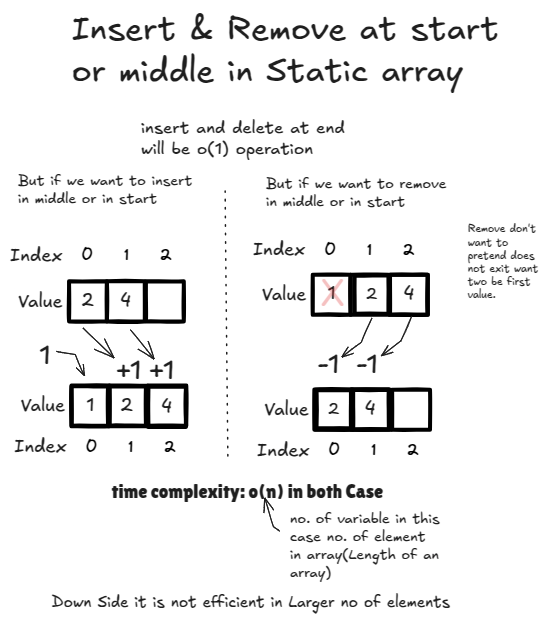 Insert & Remove at start
or middle in Static array
insert and delete at end
will be o(1) operation
But if we want to insert
in middle or in start
Index 0 1 2
Value 2 4
1 +1 +1
Value 1 2 4
Index 0 1 2
But if we want to remove
in middle or in start
Index 0 1 2
Value 1 2 4
-1 -1
Value 2 4
Index 0 1 2
Remove don't
want to
pretend does
not exit want
two be first
value.
time complexity: o(n) in both Case
no. of variable in this
case no. of element
in array(Length of an
array)
Down Side it is not efficient in Larger no of elements